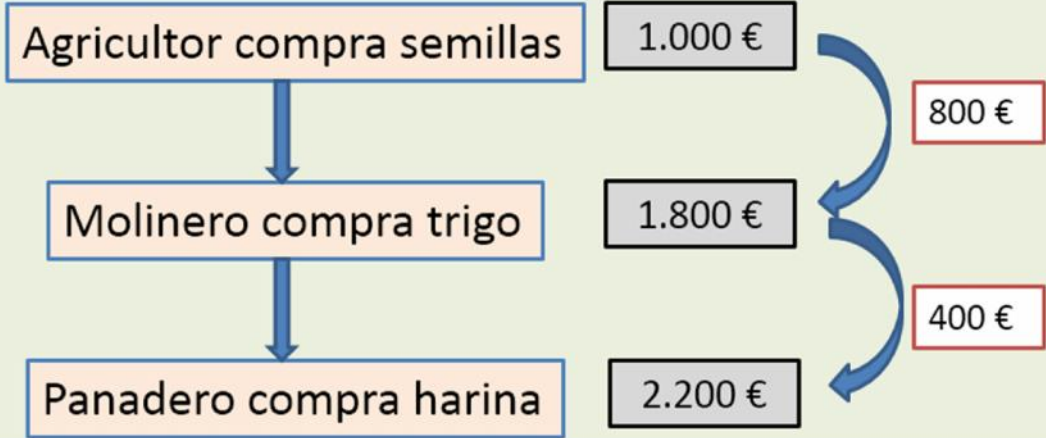 Agricultor compra semillas
1.000 €
800 €
Molinero compra trigo
1.800 €
400 €
Panadero compra harina
2.200 €